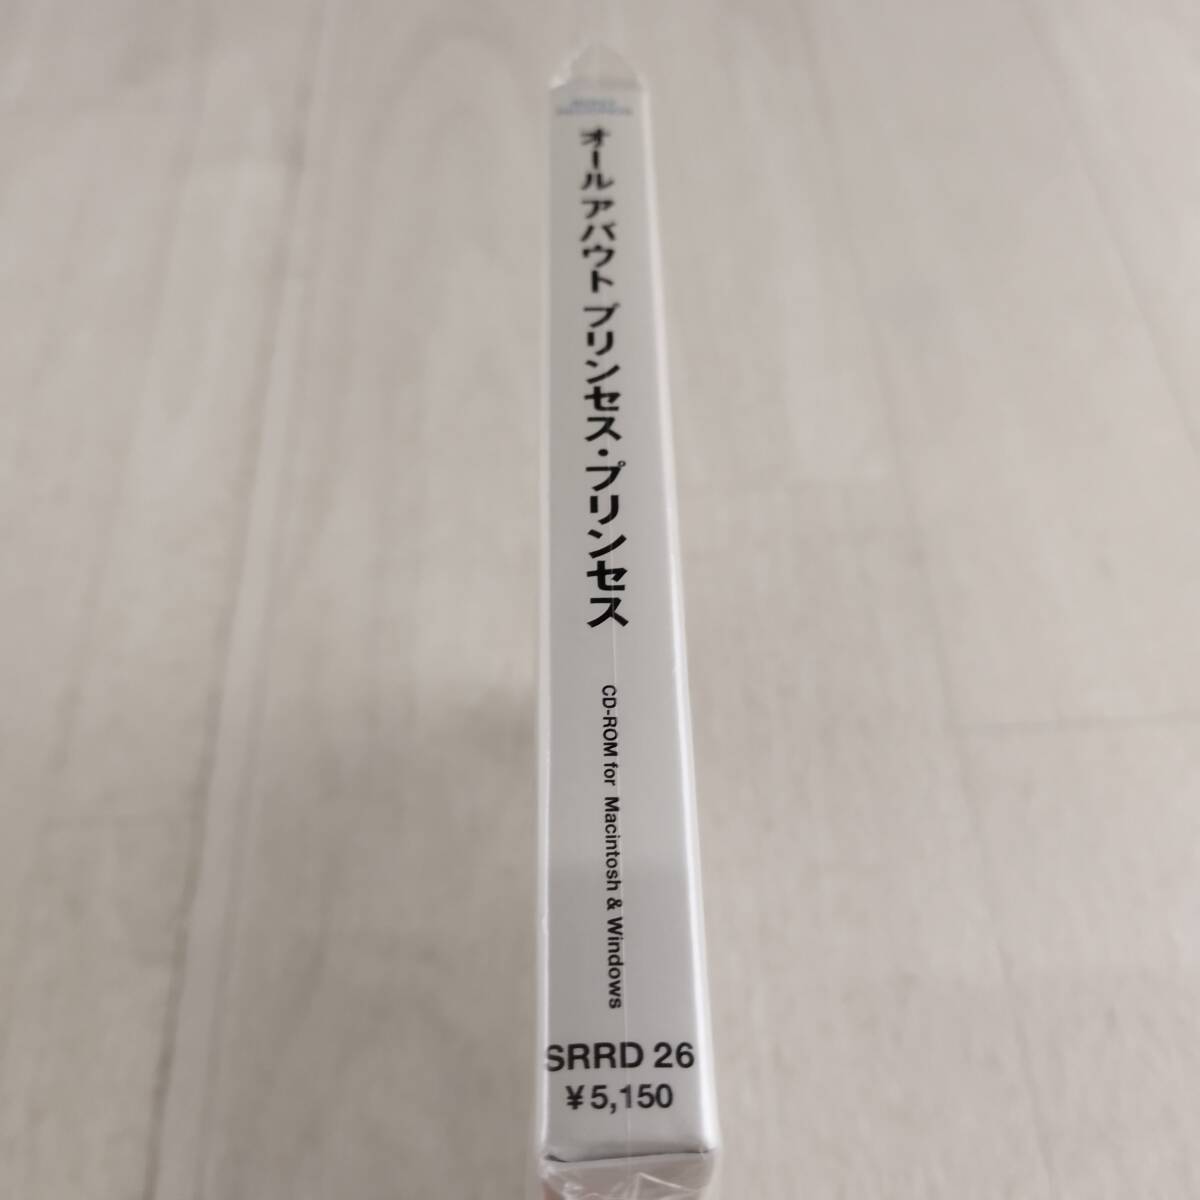 オール アバウト プリンセス・プリンセス
CD-ROM for Macintosh & Windows
SRRD 26
¥5,150